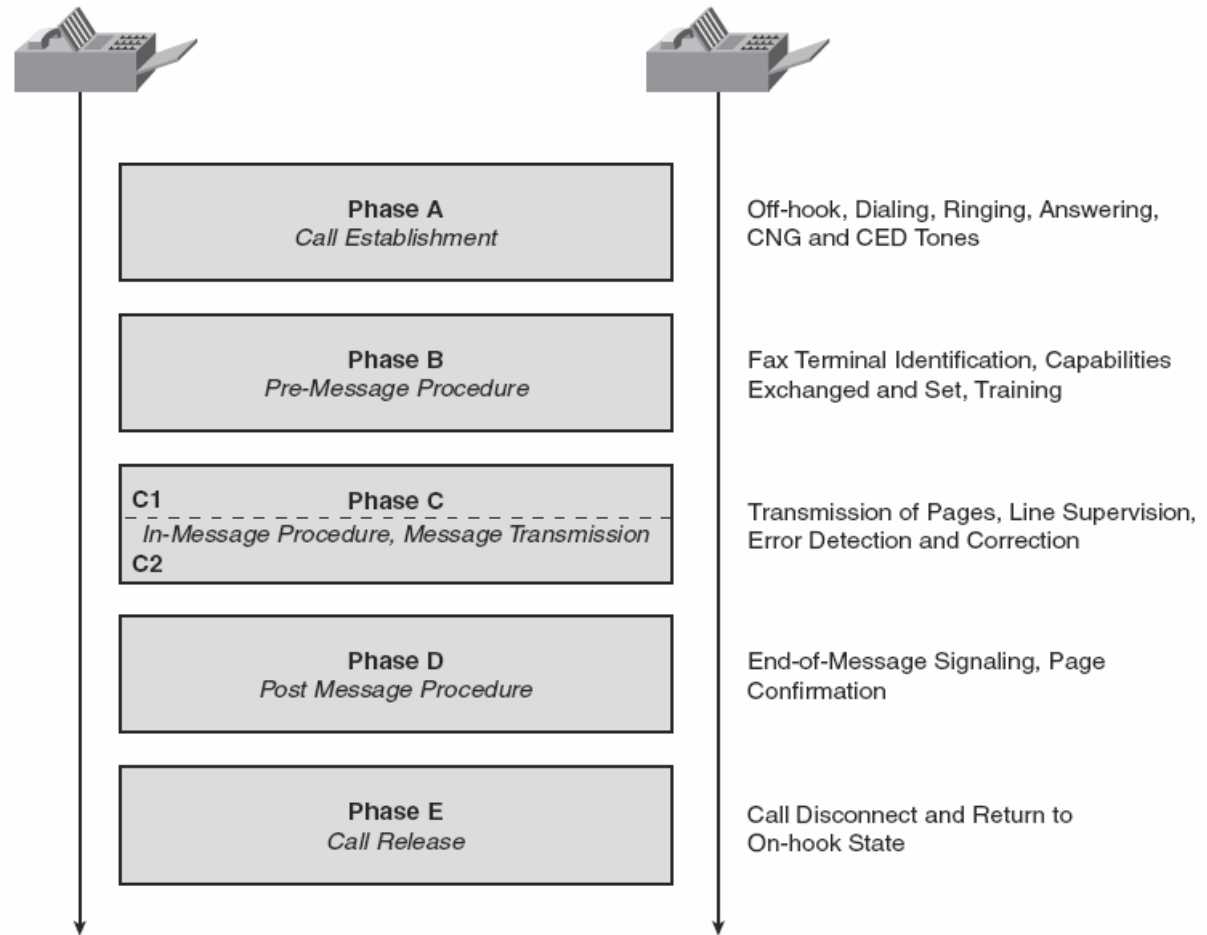 Phase A
Call Establishment
Off-hook, Dialing, Ringing, Answering,
CNG and CED Tones
Phase B
Pre-Message Procedure
Fax Terminal Identification, Capabilities
Exchanged and Set, Training
C1 Phase C
In-Message Procedure, Message Transmission
C2
Transmission of Pages, Line Supervision,
Error Detection and Correction
Phase D
Post Message Procedure
End-of-Message Signaling, Page
Confirmation
Phase E
Call Release
Call Disconnect and Return to
On-hook State